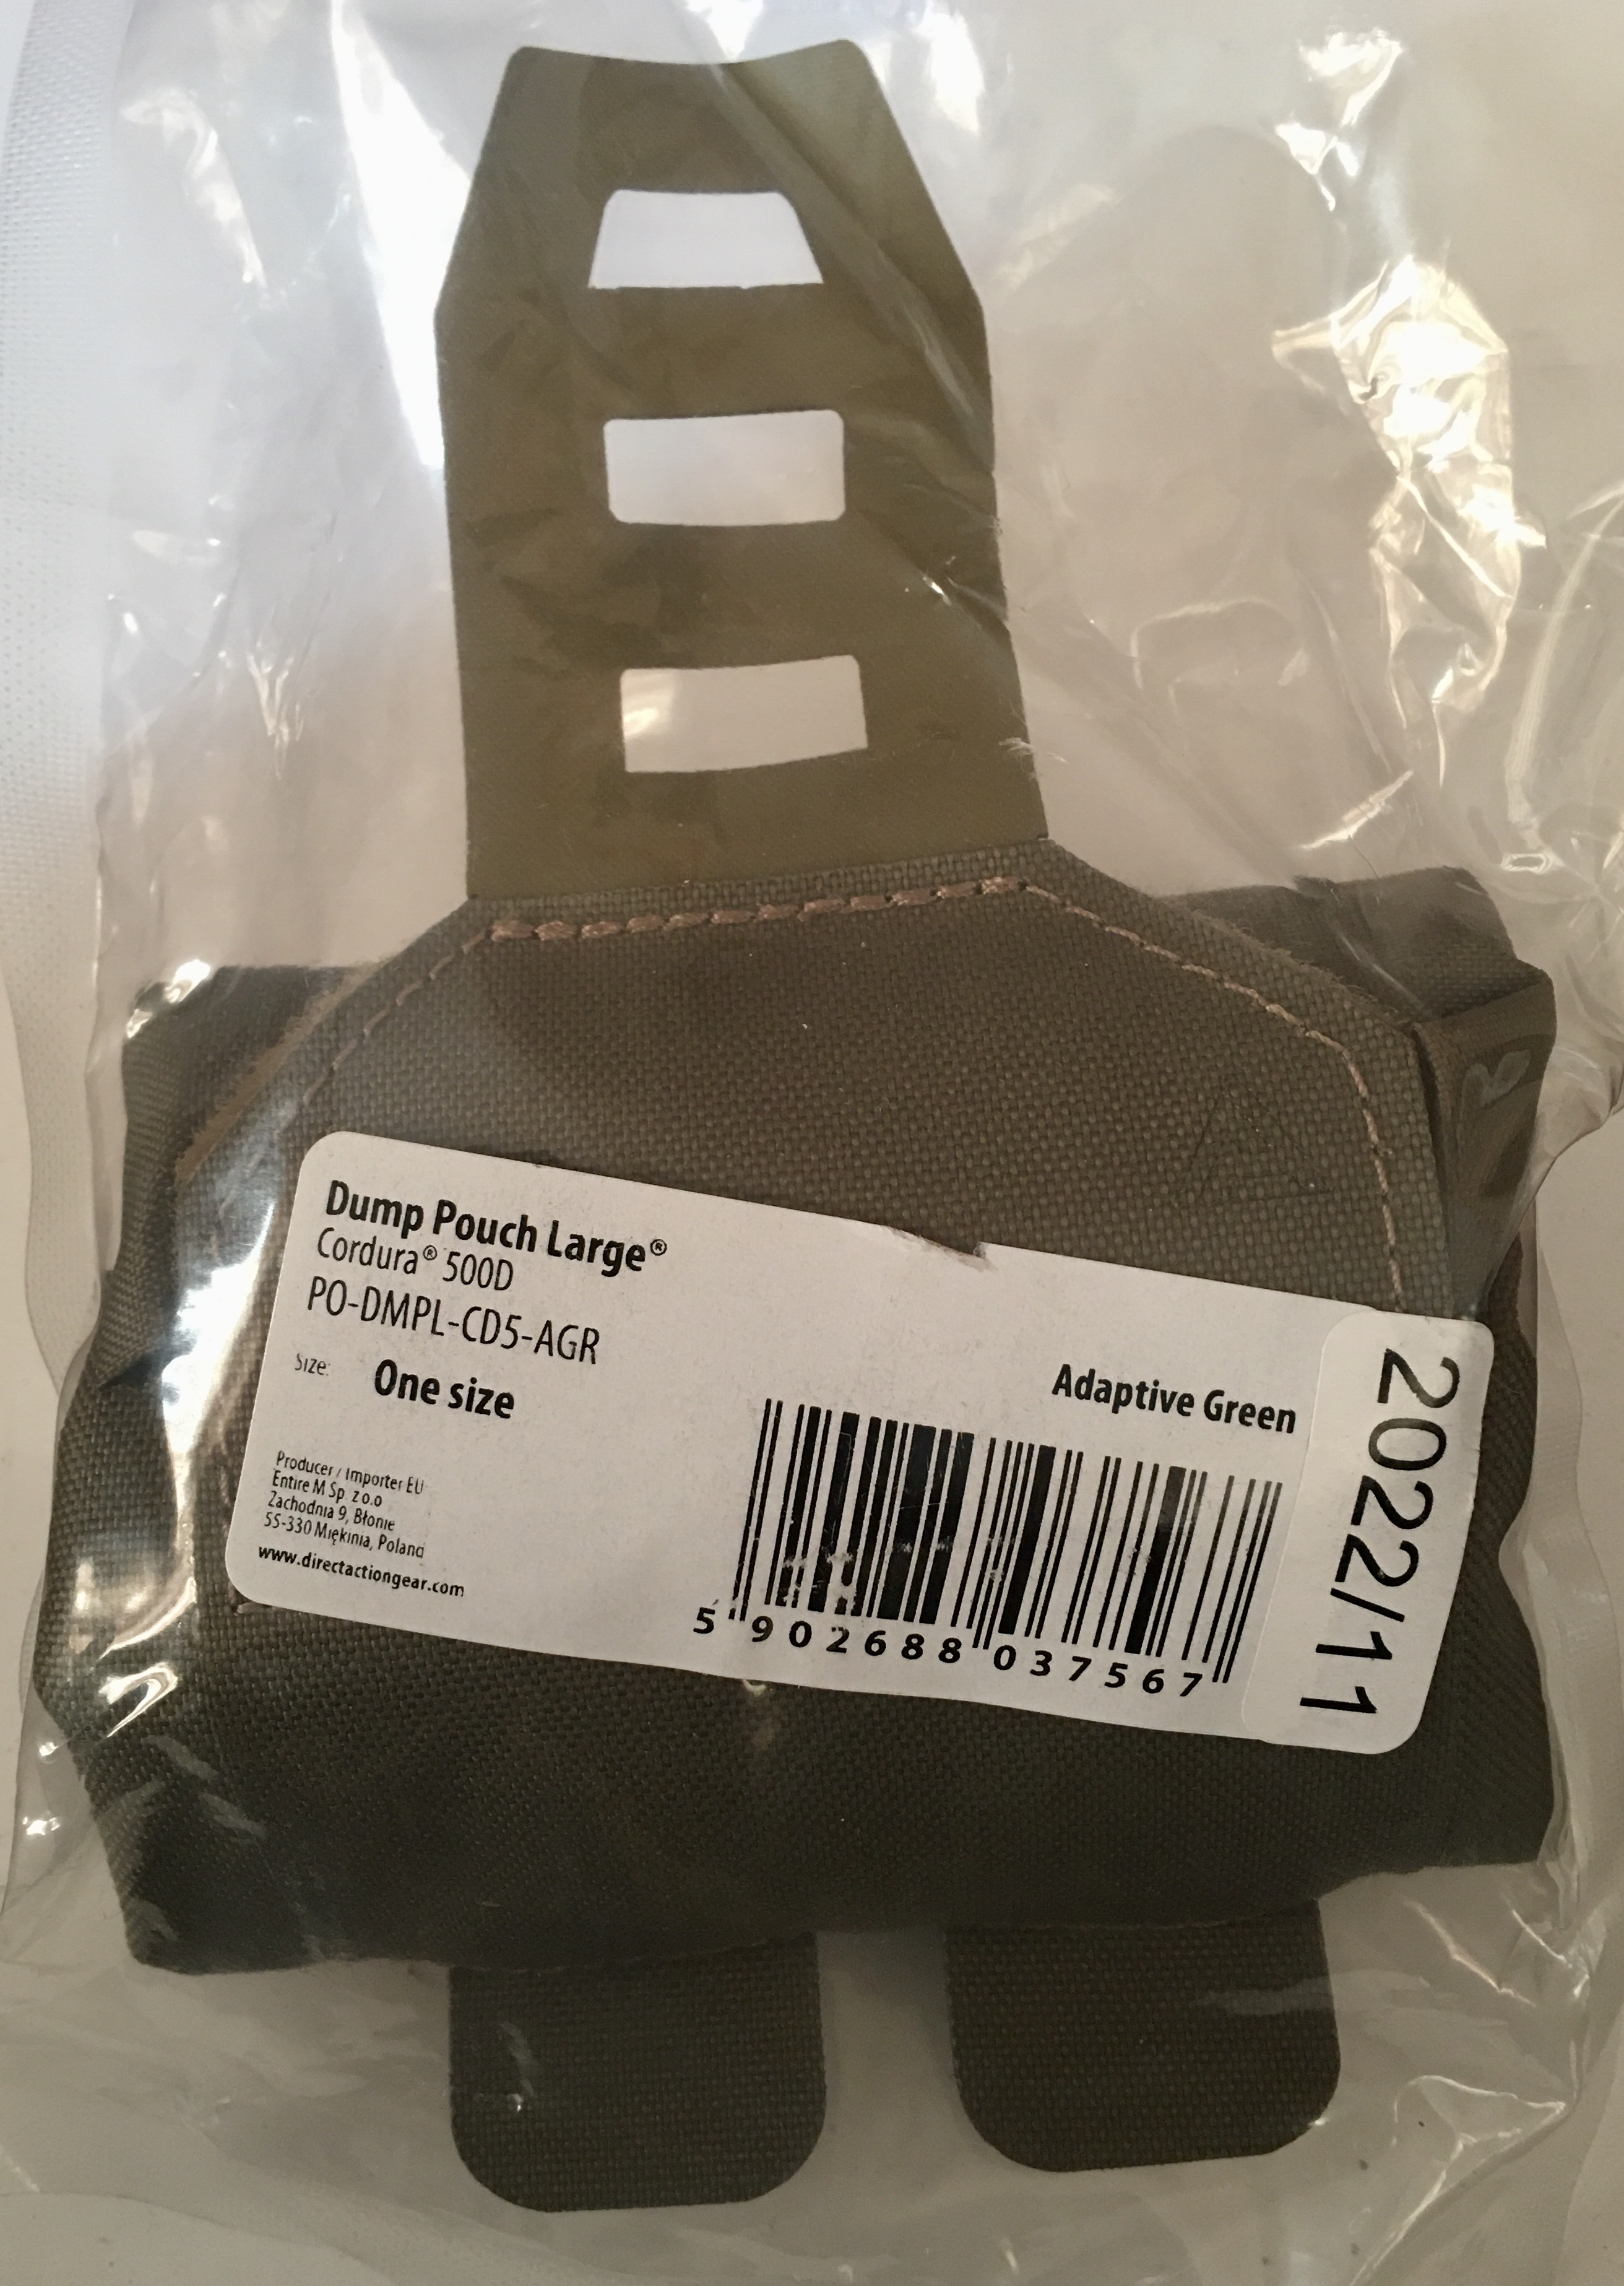 Dump Pouch Large®
Cordura® 500D
PO-DMPL-CD5-AGR
Size: One size
Adaptive Green
Producer / Importer EU
Entire M Sp. z o.o
Zachodnia 9, Błonie
55-330 Miękinia, Poland
www.directactiongear.com
5 902688 037567
2022/11